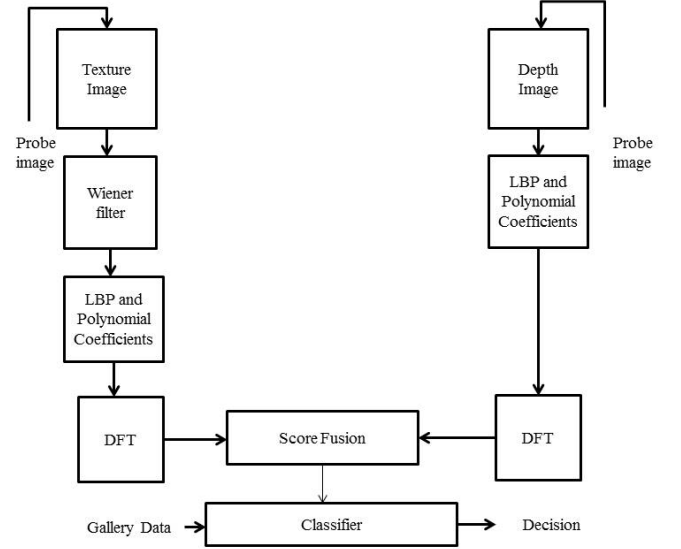 Texture
Image
Depth
Image
Probe
image
Probe
image
Wiener
filter
LBP and
Polynomial
Coefficients
LBP and
Polynomial
Coefficients
DFT
Score Fusion
DFT
Gallery Data
Classifier
Decision